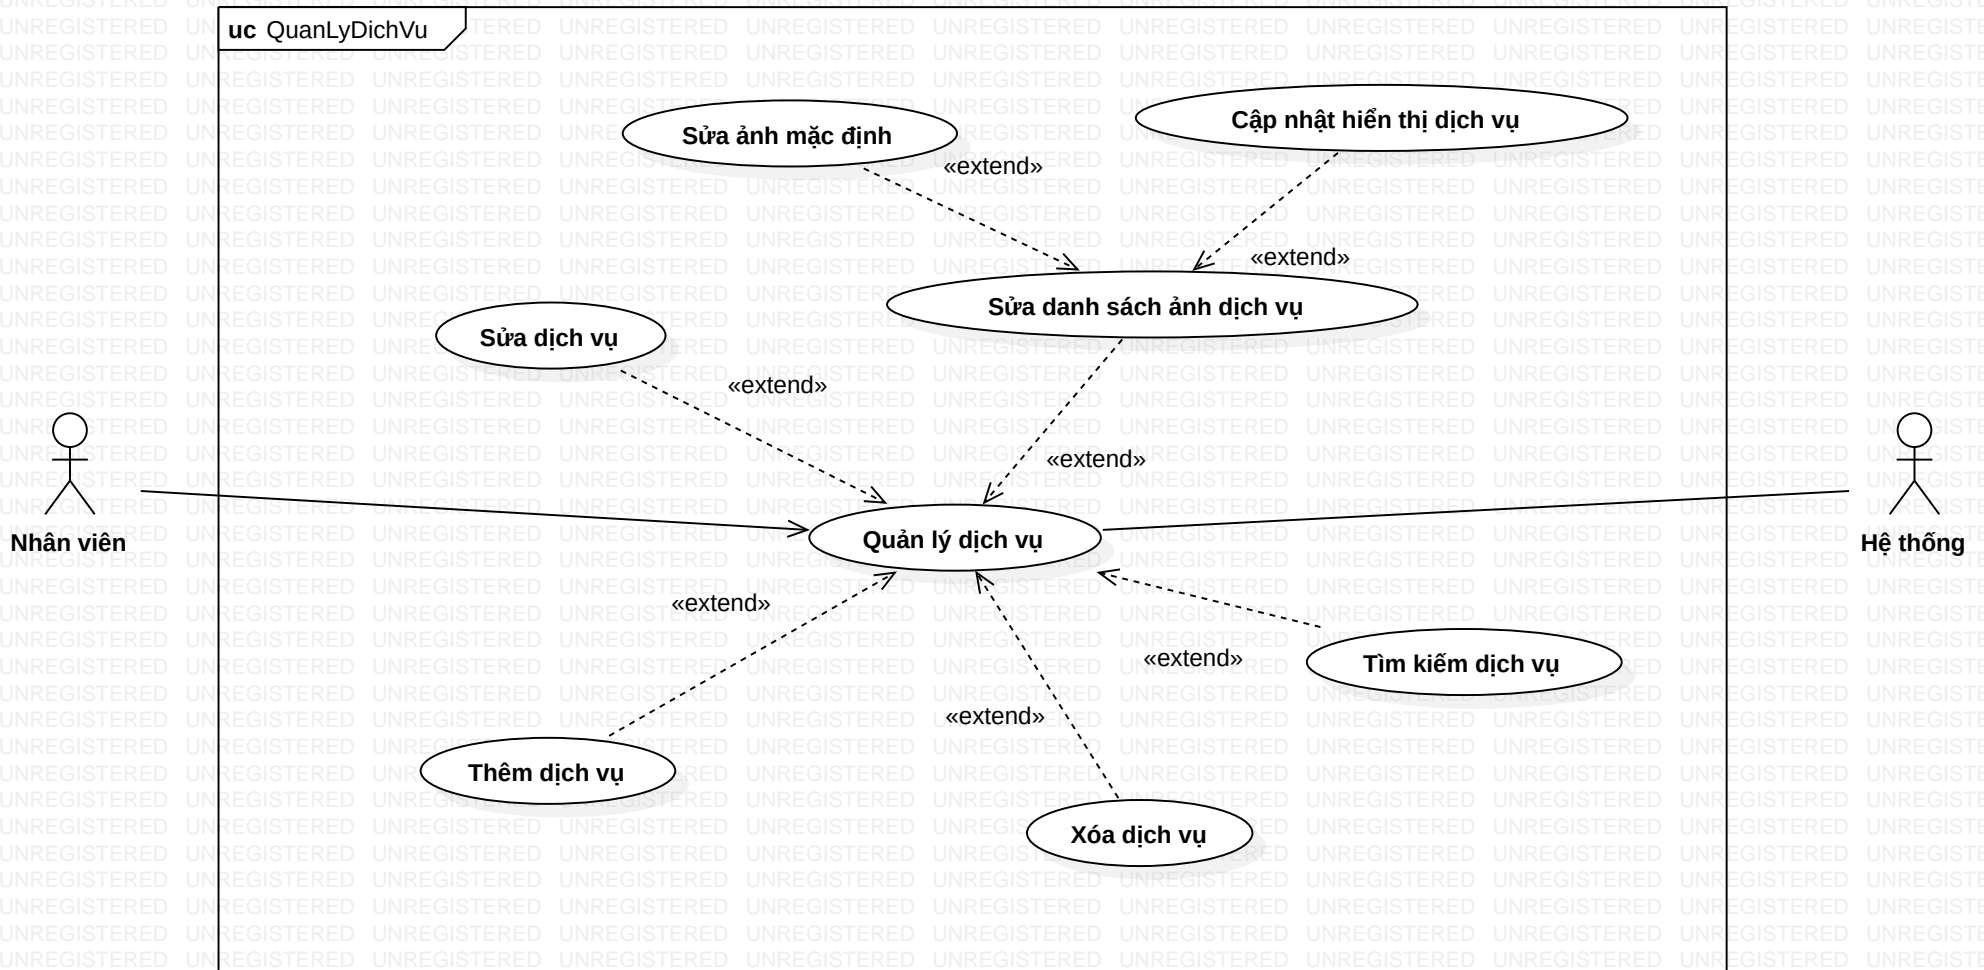 uc QuanLyDichVu
Cập nhật hiển thị dịch vụ
Sửa ảnh mặc định
«extend»
«extend»
Sửa danh sách ảnh dịch vụ
Sửa dịch vụ
«extend»
«extend»
Quản lý dịch vụ
Nhân viên
Hệ thống
«extend»
«extend»
Tìm kiếm dịch vụ
«extend»
Thêm dịch vụ
Xóa dịch vụ
UNREGISTERED